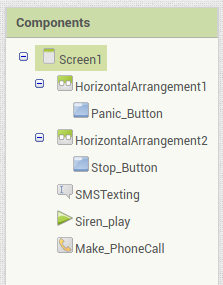 Components
Screen1
HorizontalArrangement1
Panic_Button
HorizontalArrangement2
Stop_Button
SMSTexting
Siren_play
Make_PhoneCall